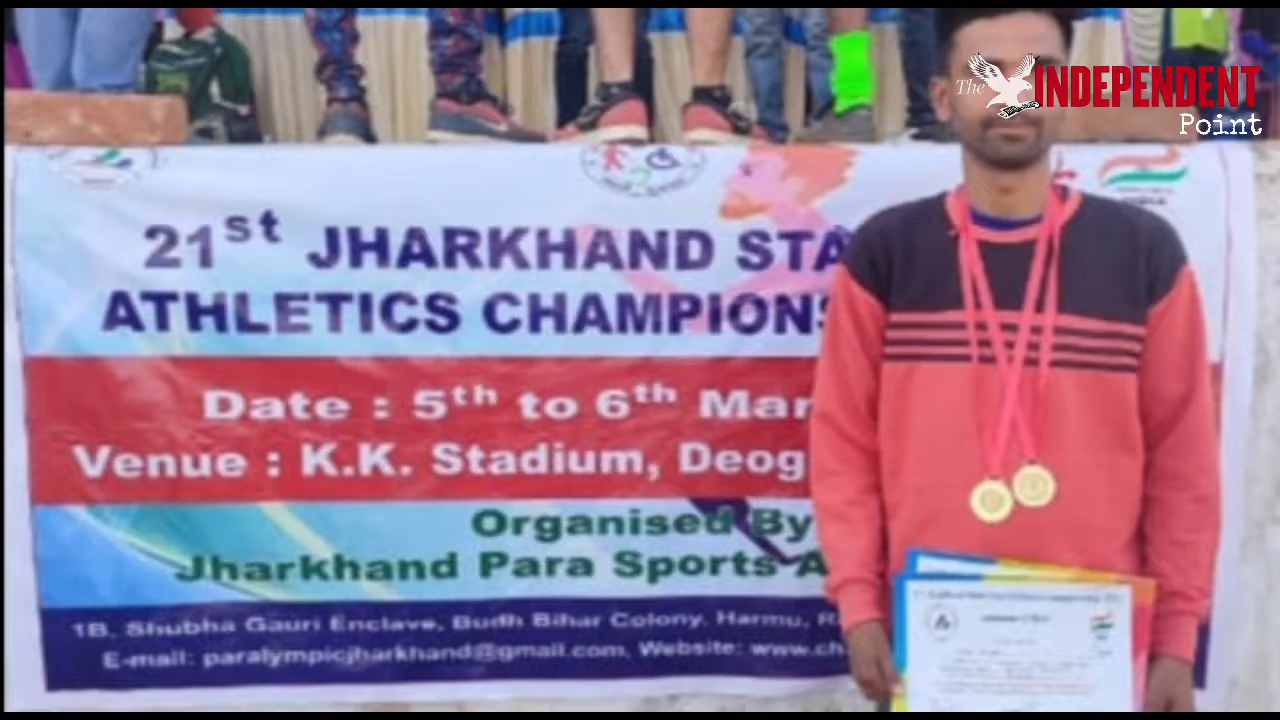 The INDEPENDENT
Point
21st JHARKHAND STA
ATHLETICS CHAMPIONS
Date : 5th to 6th Mar
Venue : K.K. Stadium, Deog
Organised By
Jharkhand Para Sports A
1B, Shubha Gauri Enclave, Budh Bihar Colony, Harmu, R
E-mail: paralympicjharkhand@gmail.com, Website: www.ch